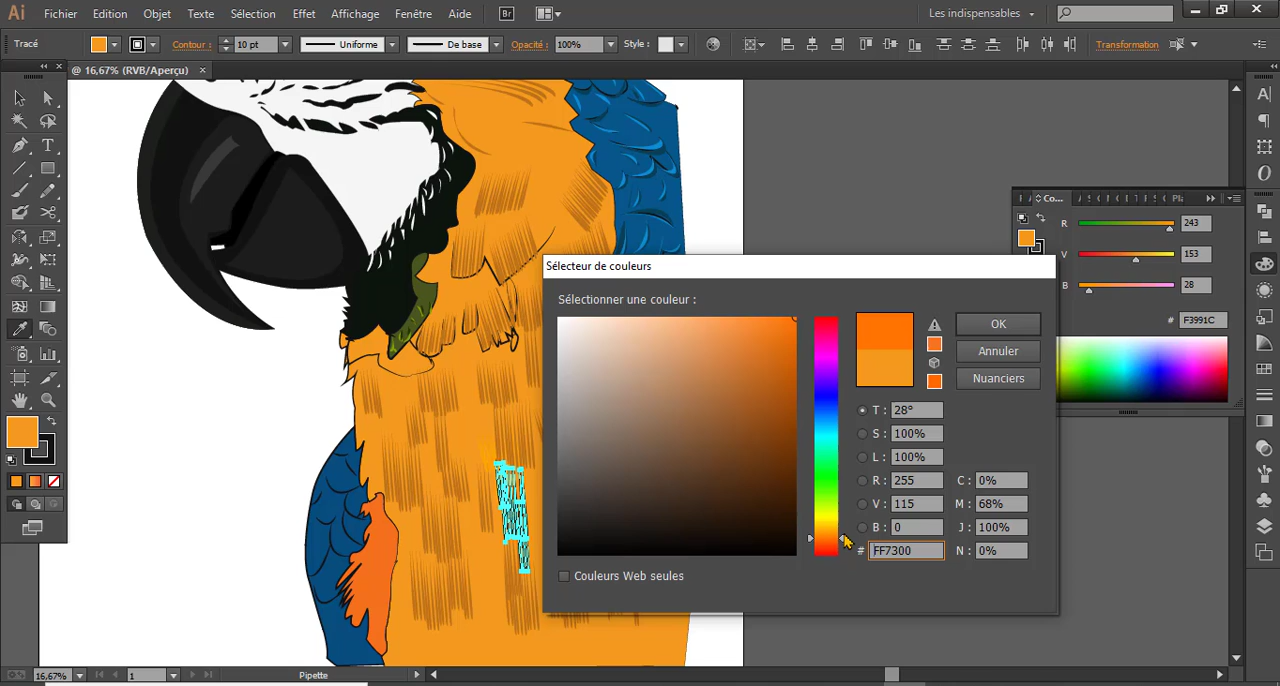 Ai Fichier Edition Objet Texte Sélection Effet Affichage Fenêtre Aide Br Les indispensables
Tracé Contour : 10 pt Uniforme De base Opacité : 100% Style : Transformation
@ 16,67% (RVB/Aperçu)
Co...
Pla
R 243
V 153
B 28
# F3991C
Sélecteur de couleurs
Sélectionner une couleur :
OK
Annuler
Nuanciers
T : 28°
S : 100%
L : 100%
R : 255 C : 0%
V : 115 M : 68%
B : 0 J : 100%
# FF7300 N : 0%
Couleurs Web seules
16,67% 1 Pipette